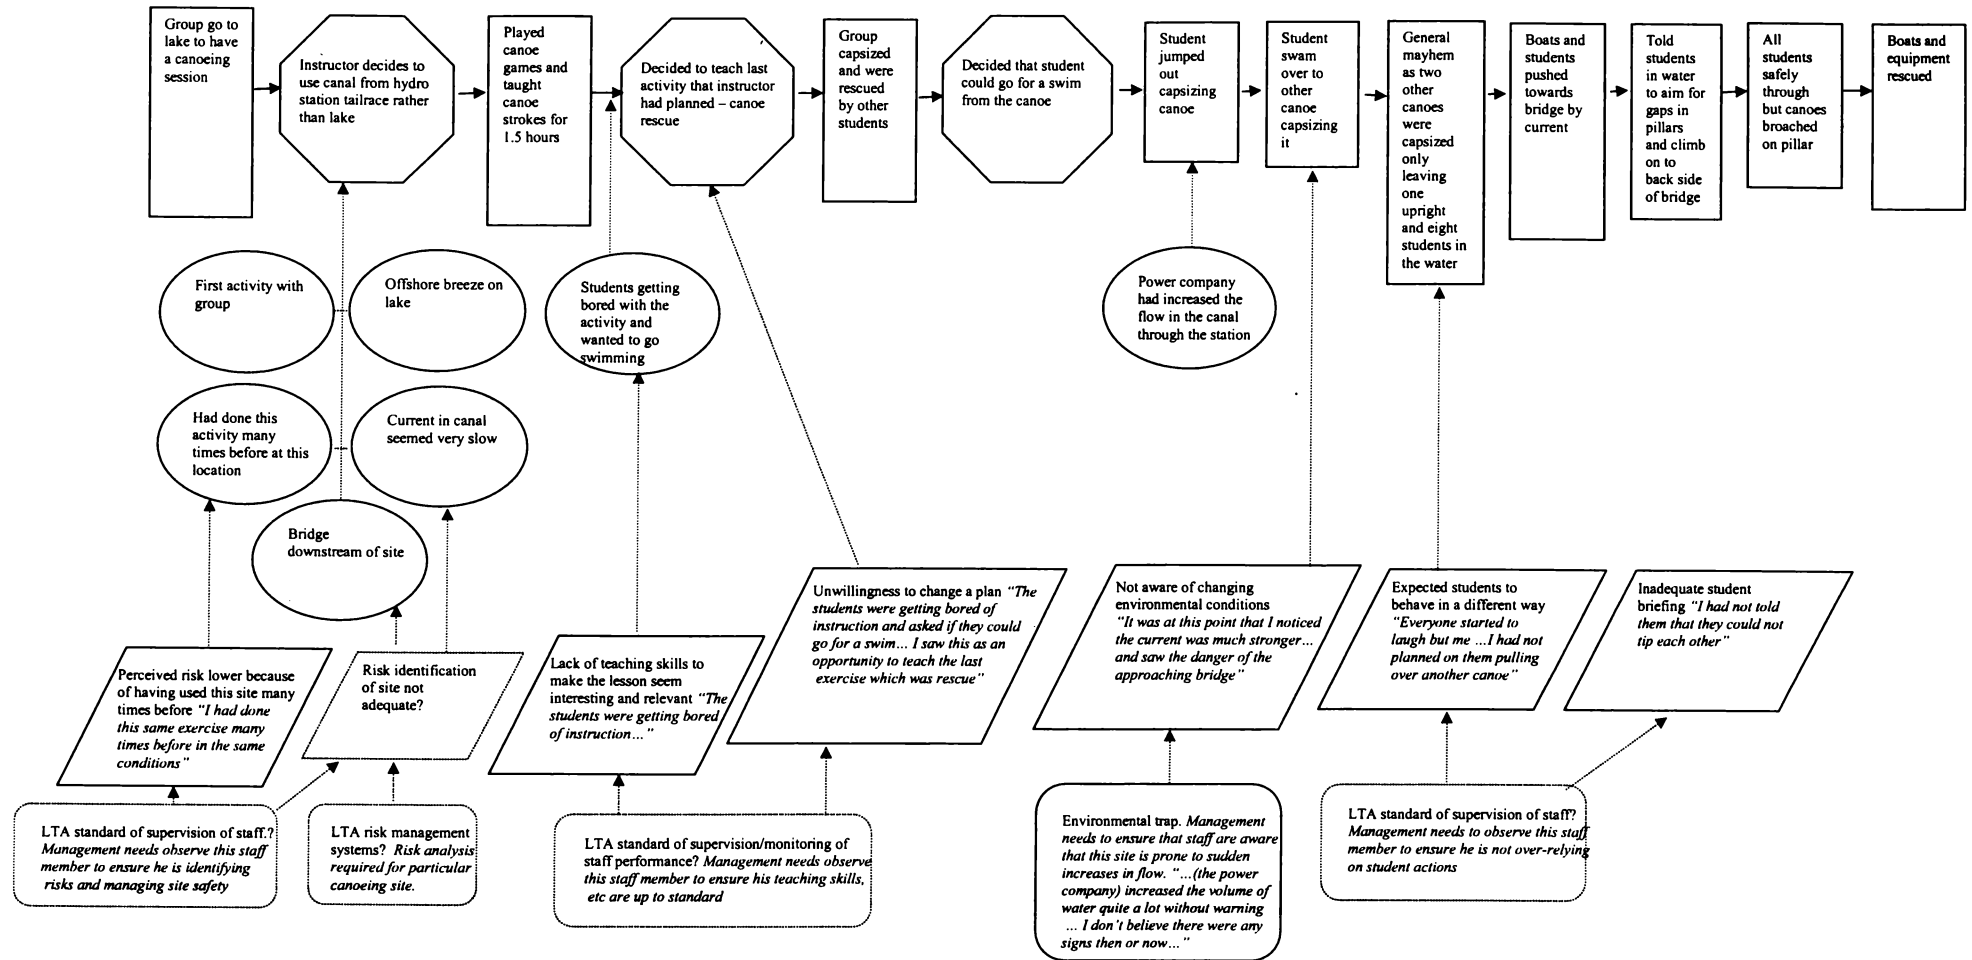 Group go to
lake to have
a canoeing
session
Instructor decides to
use canal from hydro
station tailrace rather
than lake
Played
canoe
games and
taught
canoe
strokes for
1.5 hours
Decided to teach last
activity that instructor
had planned – canoe
rescue
Group
capsized
and were
rescued
by other
students
Decided that student
could go for a swim
from the canoe
Student
jumped
out
capsizing
canoe
Student
swam
over to
other
canoe
capsizing
it
General
mayhem
as two
other
canoes
were
capsized
only
leaving
one
upright
and eight
students in
the water
Boats and
students
pushed
towards
bridge by
current
Told
students
in water
to aim for
gaps in
pillars
and climb
on to
back side
of bridge
All
students
safely
through
but canoes
broached
on pillar
Boats and
equipment
rescued
First activity with
group
Offshore breeze on
lake
Students getting
bored with the
activity and
wanted to go
swimming
Power company
had increased the
flow in the canal
through the station
Had done this
activity many
times before at this
location
Current in canal
seemed very slow
Bridge
downstream of site
Perceived risk lower because
of having used this site many
times before "I had done
this same exercise many
times before in the same
conditions"
Risk identification
of site not
adequate?
Lack of teaching skills to
make the lesson seem
interesting and relevant "The
students were getting bored
of instruction..."
Unwillingness to change a plan "The
students were getting bored of
instruction and asked if they could
go for a swim... I saw this as an
opportunity to teach the last
exercise which was rescue"
Not aware of changing
environmental conditions
"It was at this point that I noticed
the current was much stronger...
and saw the danger of the
approaching bridge"
Expected students to
behave in a different way
"Everyone started to
laugh but me ...I had not
planned on them pulling
over another canoe"
Inadequate student
briefing "I had not told
them that they could not
tip each other"
LTA standard of supervision of staff.?
Management needs observe this staff
member to ensure he is identifying
risks and managing site safety
LTA risk management
systems? Risk analysis
required for particular
canoeing site.
LTA standard of supervision/monitoring of
staff performance? Management needs observe
this staff member to ensure his teaching skills,
etc are up to standard
Environmental trap. Management
needs to ensure that staff are aware
that this site is prone to sudden
increases in flow. "...(the power
company) increased the volume of
water quite a lot without warning
... I don't believe there were any
signs then or now..."
LTA standard of supervision of staff?
Management needs to observe this staff
member to ensure he is not over-relying
on student actions